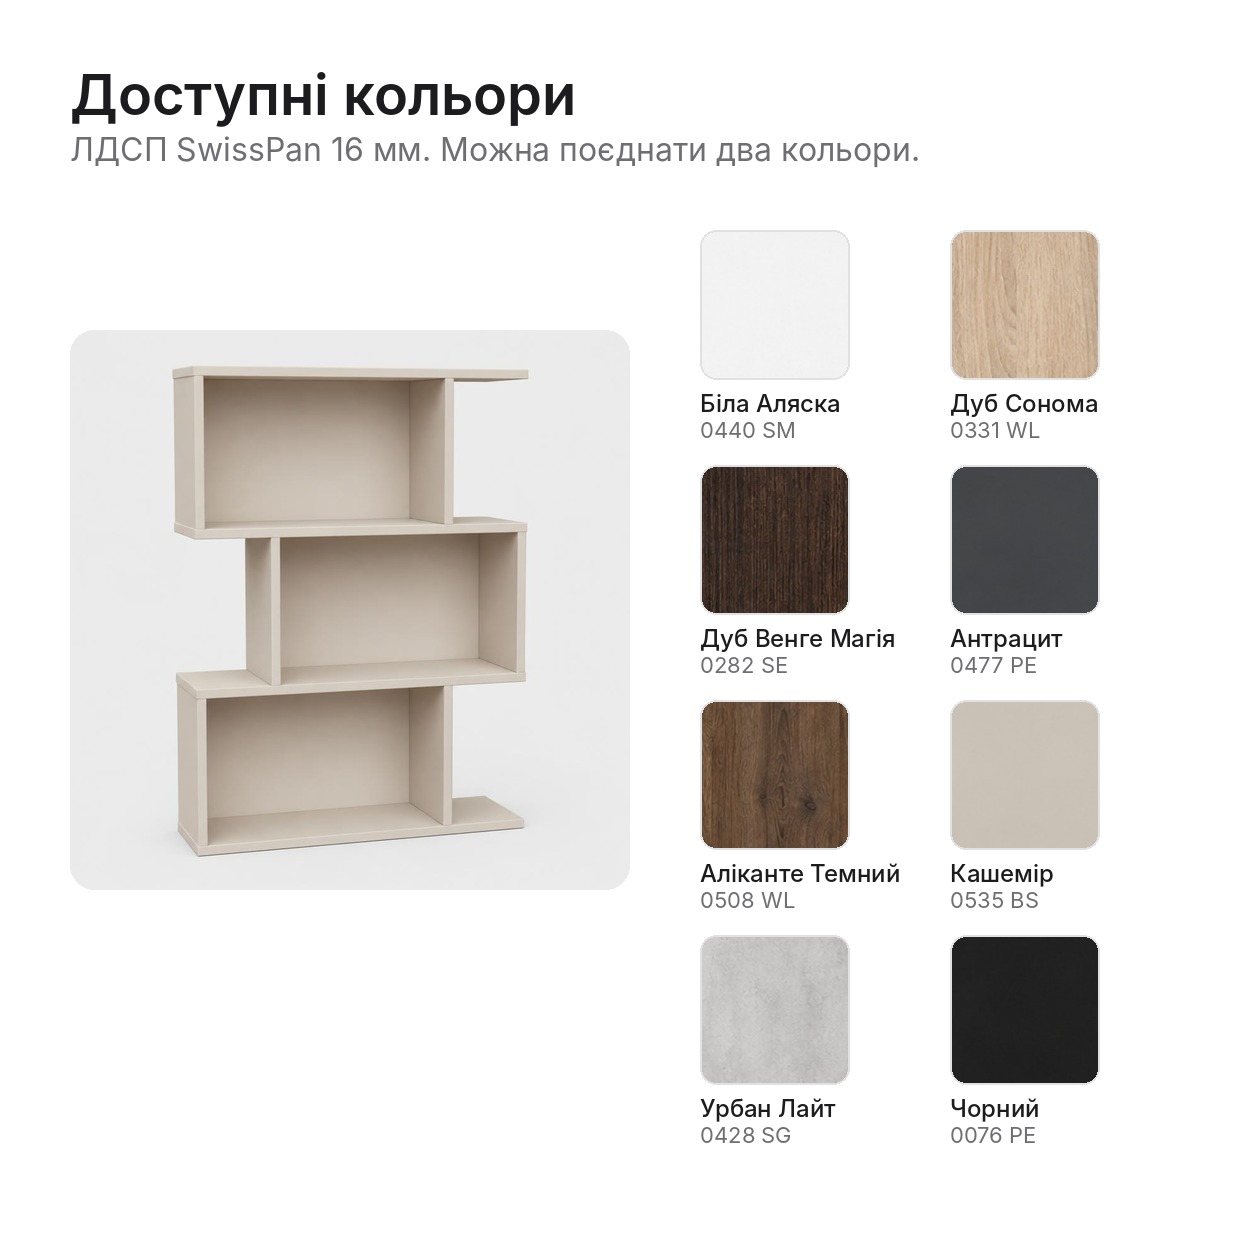 Доступні кольори
ЛДСП SwissPan 16 мм. Можна поєднати два кольори.
Біла Аляска
0440 SM
Дуб Сонома
0331 WL
Дуб Венге Магія
0282 SE
Антрацит
0477 PE
Аліканте Темний
0508 WL
Кашемір
0535 BS
Урбан Лайт
0428 SG
Чорний
0076 PE